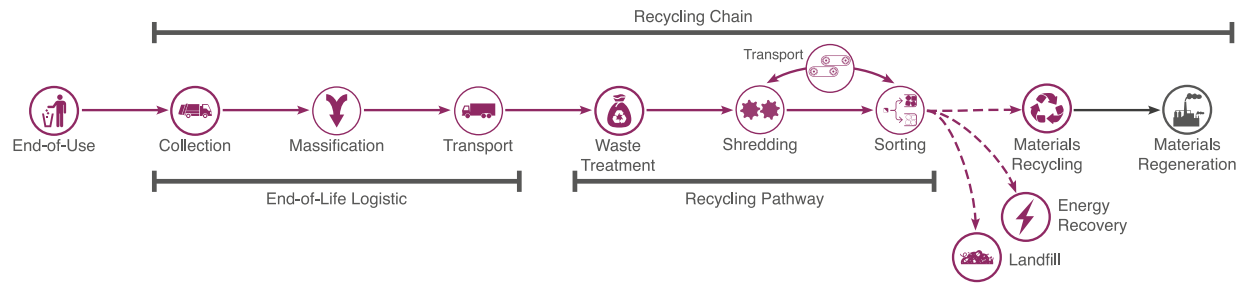 Recycling Chain
Transport
End-of-Use
Collection
Massification
Transport
Waste
Treatment
Shredding
Sorting
Materials
Recycling
Materials
Regeneration
End-of-Life Logistic
Recycling Pathway
Energy
Recovery
Landfill